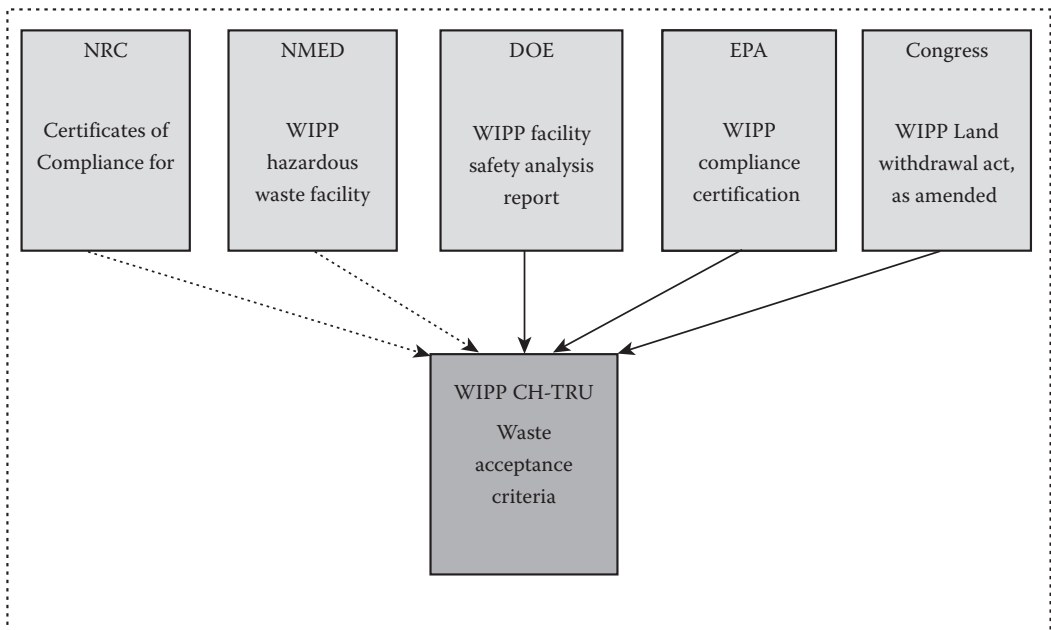 NRC
Certificates of
Compliance for
NMED
WIPP
hazardous
waste facility
DOE
WIPP facility
safety analysis
report
EPA
WIPP
compliance
certification
Congress
WIPP Land
withdrawal act,
as amended
WIPP CH-TRU
Waste
acceptance
criteria